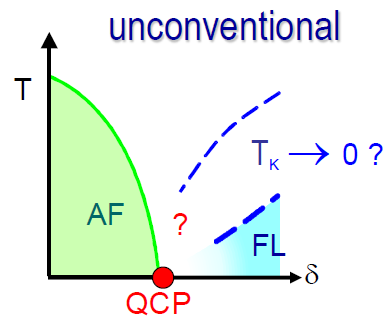 unconventional
T
T_K → 0 ?
AF
?
FL
δ
QCP